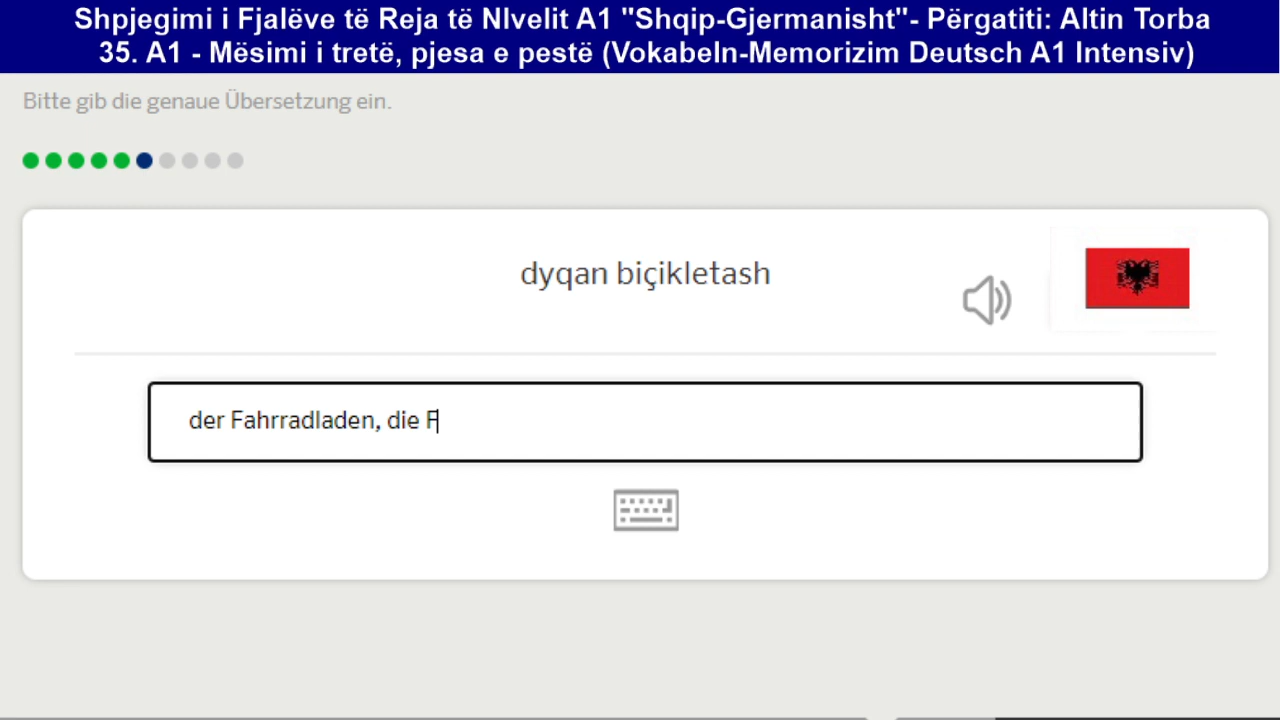 Shpjegimi i Fjalëve të Reja të NIvelit A1 "Shqip-Gjermanisht"- Përgatiti: Altin Torba
35. A1 - Mësimi i tretë, pjesa e pestë (Vokabeln-Memorizim Deutsch A1 Intensiv)
Bitte gib die genaue Übersetzung ein.
dyqan biçikletash
der Fahrradladen, die F